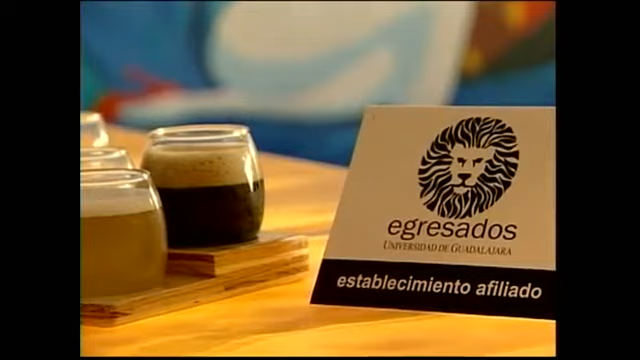 egresados
UNIVERSIDAD DE GUADALAJARA
establecimiento afiliado